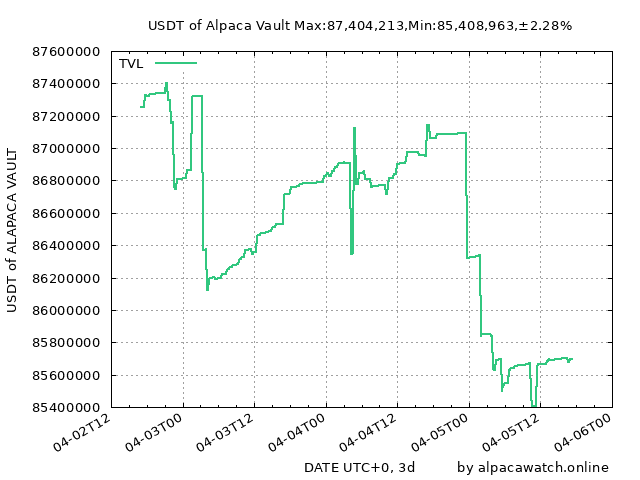 USDT of Alpaca Vault Max:87,404,213,Min:85,408,963,±2.28%
TVL
87600000
87400000
87200000
87000000
86800000
86600000
86400000
86200000
86000000
85800000
85600000
85400000
USDT of ALAPACA VAULT
04-02T12
04-03T00
04-03T12
04-04T00
04-04T12
04-05T00
04-05T12
04-06T00
DATE UTC+0, 3d
by alpacawatch.online